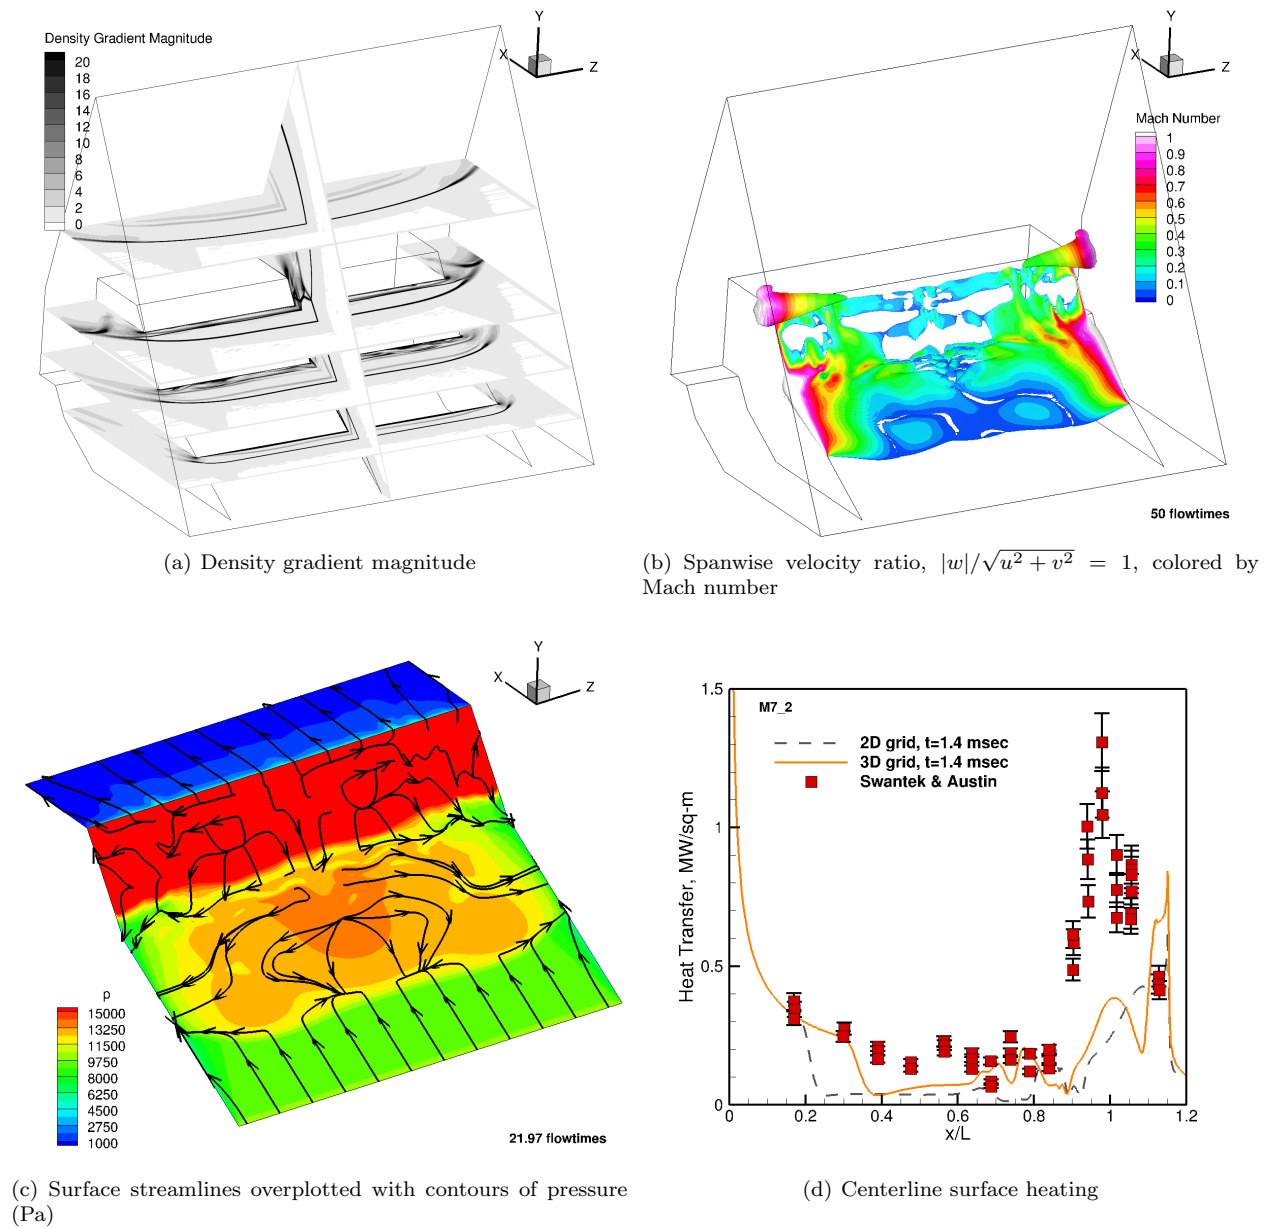 Density Gradient Magnitude
20
18
16
14
12
10
8
6
4
2
0
Y
X
Z
(a) Density gradient magnitude
Y
X
Z
Mach Number
1
0.9
0.8
0.7
0.6
0.5
0.4
0.3
0.2
0.1
0
50 flowtimes
(b) Spanwise velocity ratio, |w|/√(u² + v²) = 1, colored by
Mach number
Y
X
Z
p
15000
13250
11500
9750
8000
6250
4500
2750
1000
21.97 flowtimes
(c) Surface streamlines overplotted with contours of pressure
(Pa)
M7_2
2D grid, t=1.4 msec
3D grid, t=1.4 msec
Swantek & Austin
Heat Transfer, MW/sq-m
1.5
1
0.5
0
0 0.2 0.4 0.6 0.8 1 1.2
x/L
(d) Centerline surface heating